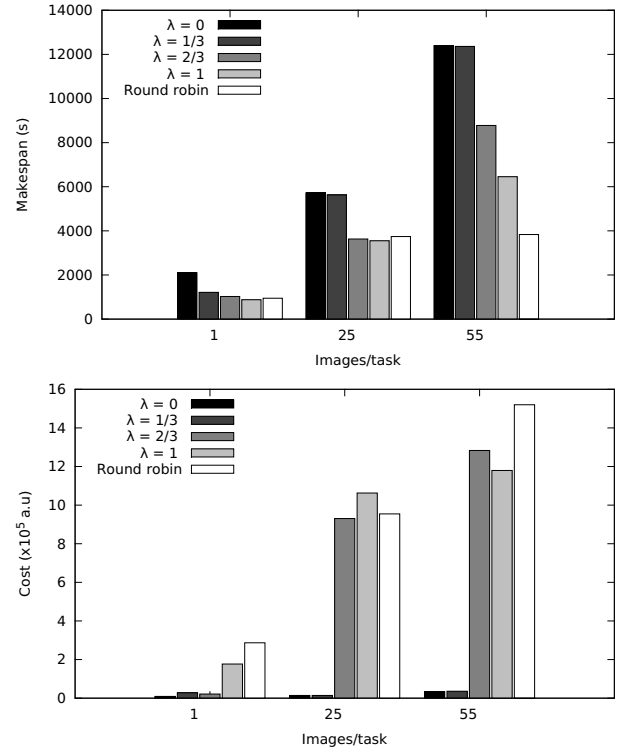 14000
12000
10000
8000
6000
4000
2000
0
Makespan (s)
λ = 0
λ = 1/3
λ = 2/3
λ = 1
Round robin
1 25 55
Images/task
16
14
12
10
8
6
4
2
0
Cost (x10⁵ a.u)
λ = 0
λ = 1/3
λ = 2/3
λ = 1
Round robin
1 25 55
Images/task